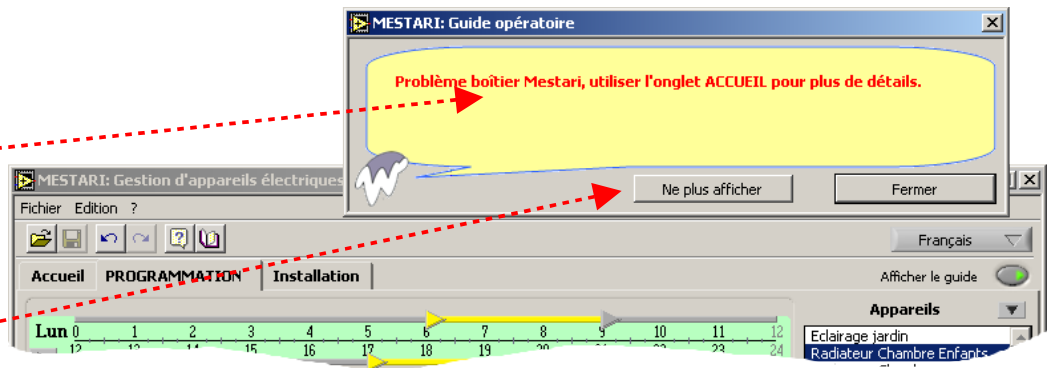 MESTARI: Guide opératoire
Problème boîtier Mestari, utiliser l'onglet ACCUEIL pour plus de détails.
Ne plus afficher Fermer
MESTARI: Gestion d'appareils électriques
Fichier Edition ?
Français
Accueil PROGRAMMATION Installation Afficher le guide
Appareils
Lun 0 1 2 3 4 5 6 7 8 9 10 11 12
12 13 14 15 16 17 18 19 20 21 22 23 24
Eclairage jardin
Radiateur Chambre Enfants